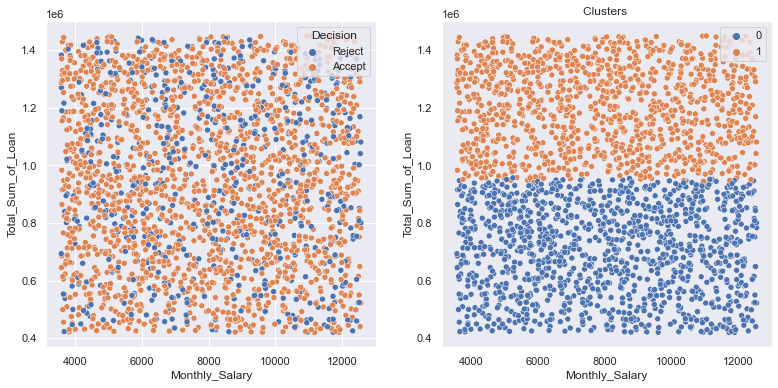 1e6
Decision
Reject
Accept
1.4
1.2
1.0
0.8
0.6
0.4
Total_Sum_of_Loan
4000 6000 8000 10000 12000
Monthly_Salary
Clusters
1e6
0
1
1.4
1.2
1.0
0.8
0.6
0.4
Total_Sum_of_Loan
4000 6000 8000 10000 12000
Monthly_Salary